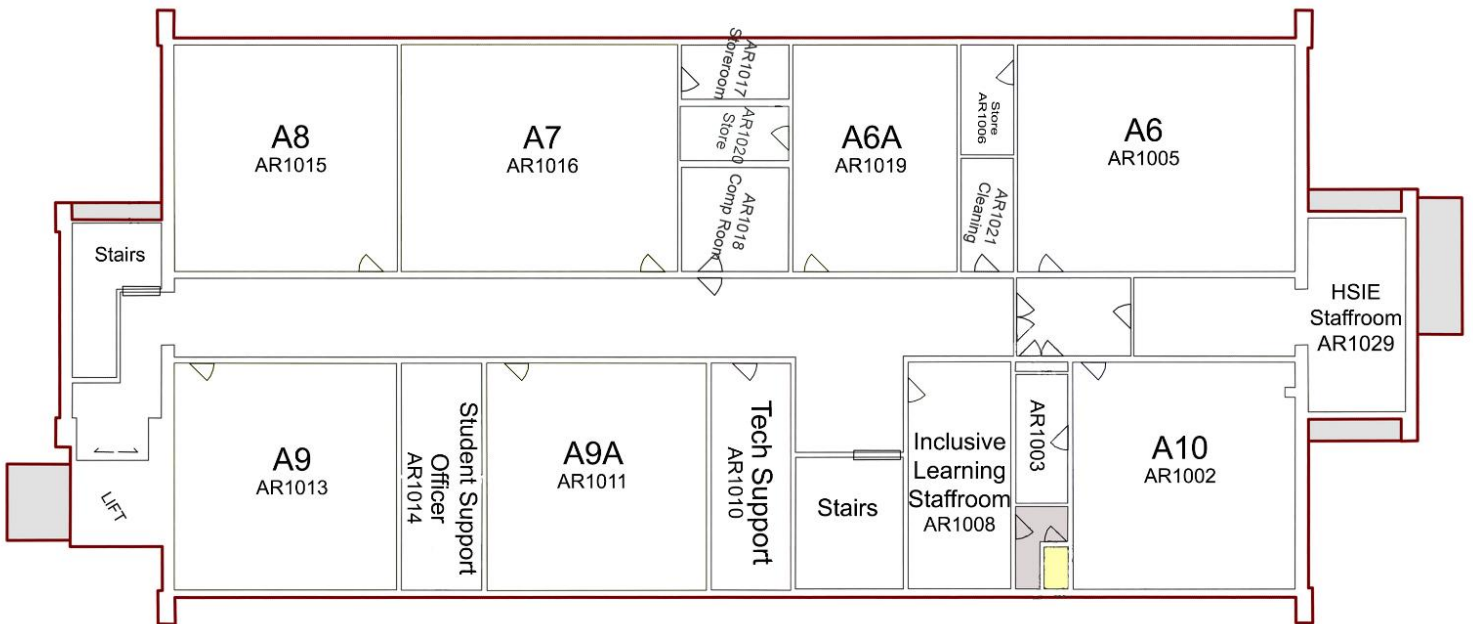 A8
AR1015
A7
AR1016
AR1017
Storeroom
AR1020
Store
AR1018
Comp Room
A6A
AR1019
Store
AR1006
AR1021
Cleaning
A6
AR1005
Stairs
HSIE
Staffroom
AR1029
LIFT
A9
AR1013
Student Support
Officer
AR1014
A9A
AR1011
Tech Support
AR1010
Stairs
Inclusive
Learning
Staffroom
AR1008
AR1003
A10
AR1002